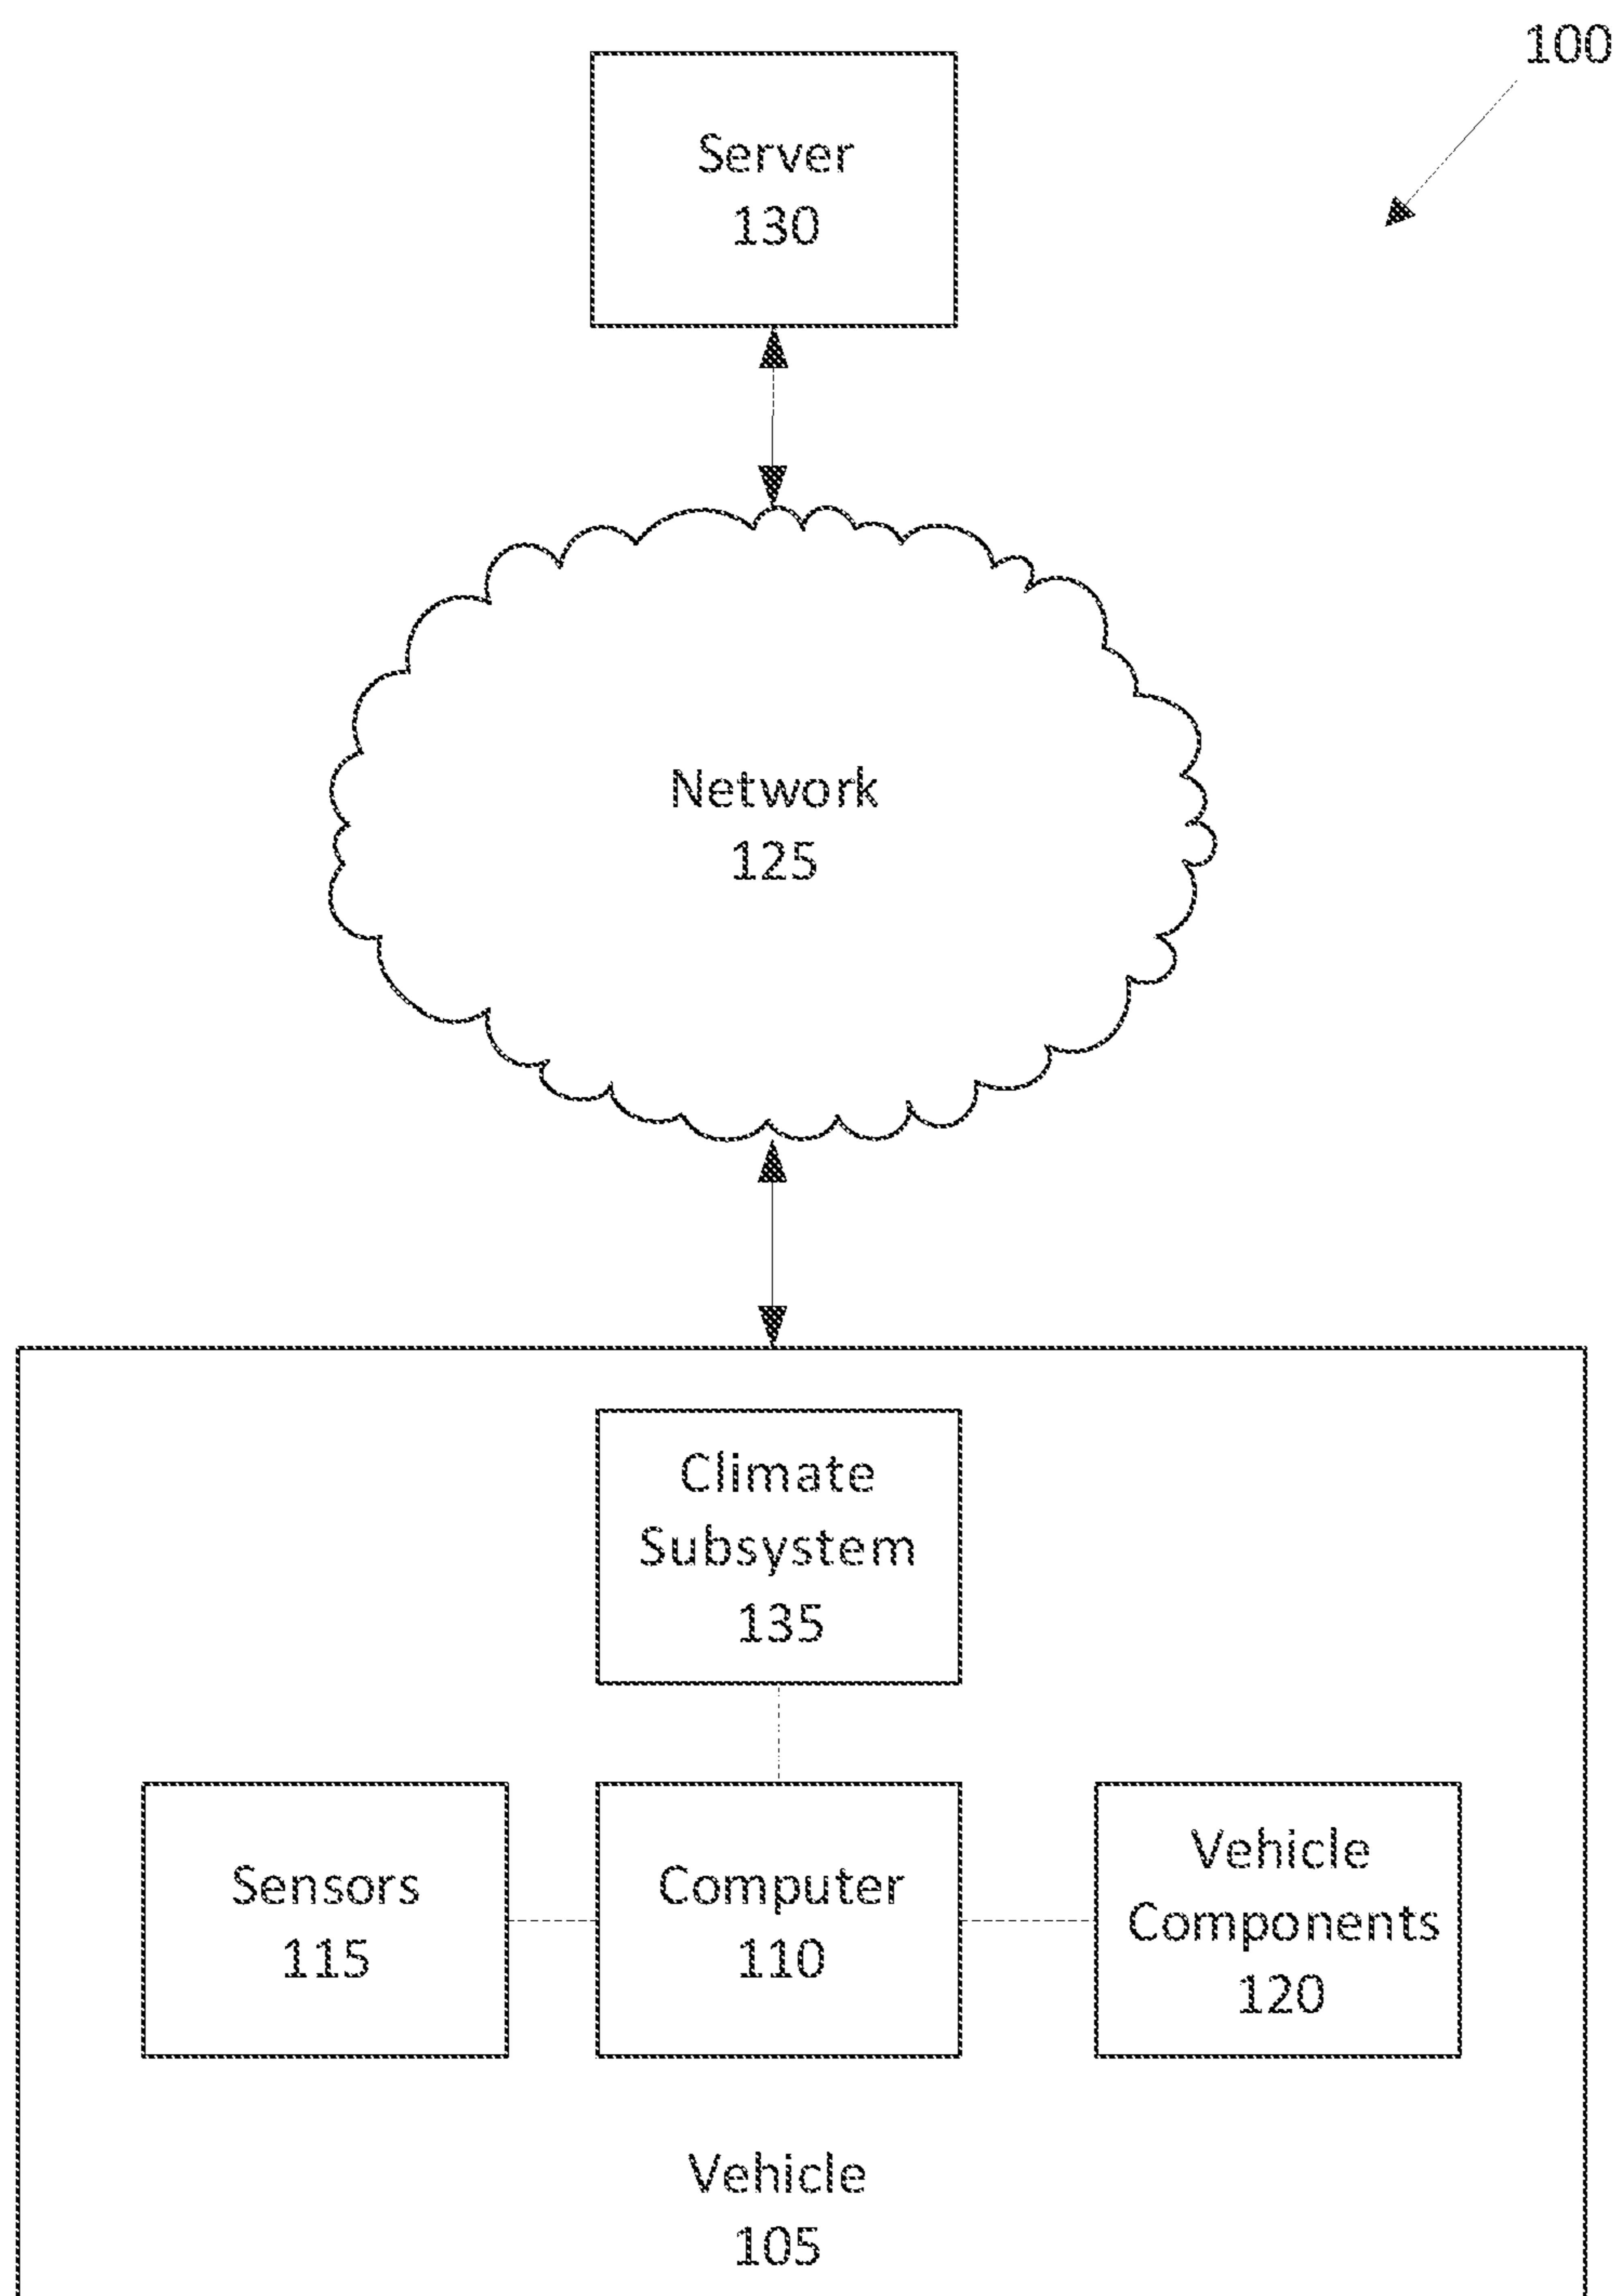 100
Server
130
Network
125
Climate
Subsystem
135
Sensors
115
Computer
110
Vehicle
Components
120
Vehicle
105